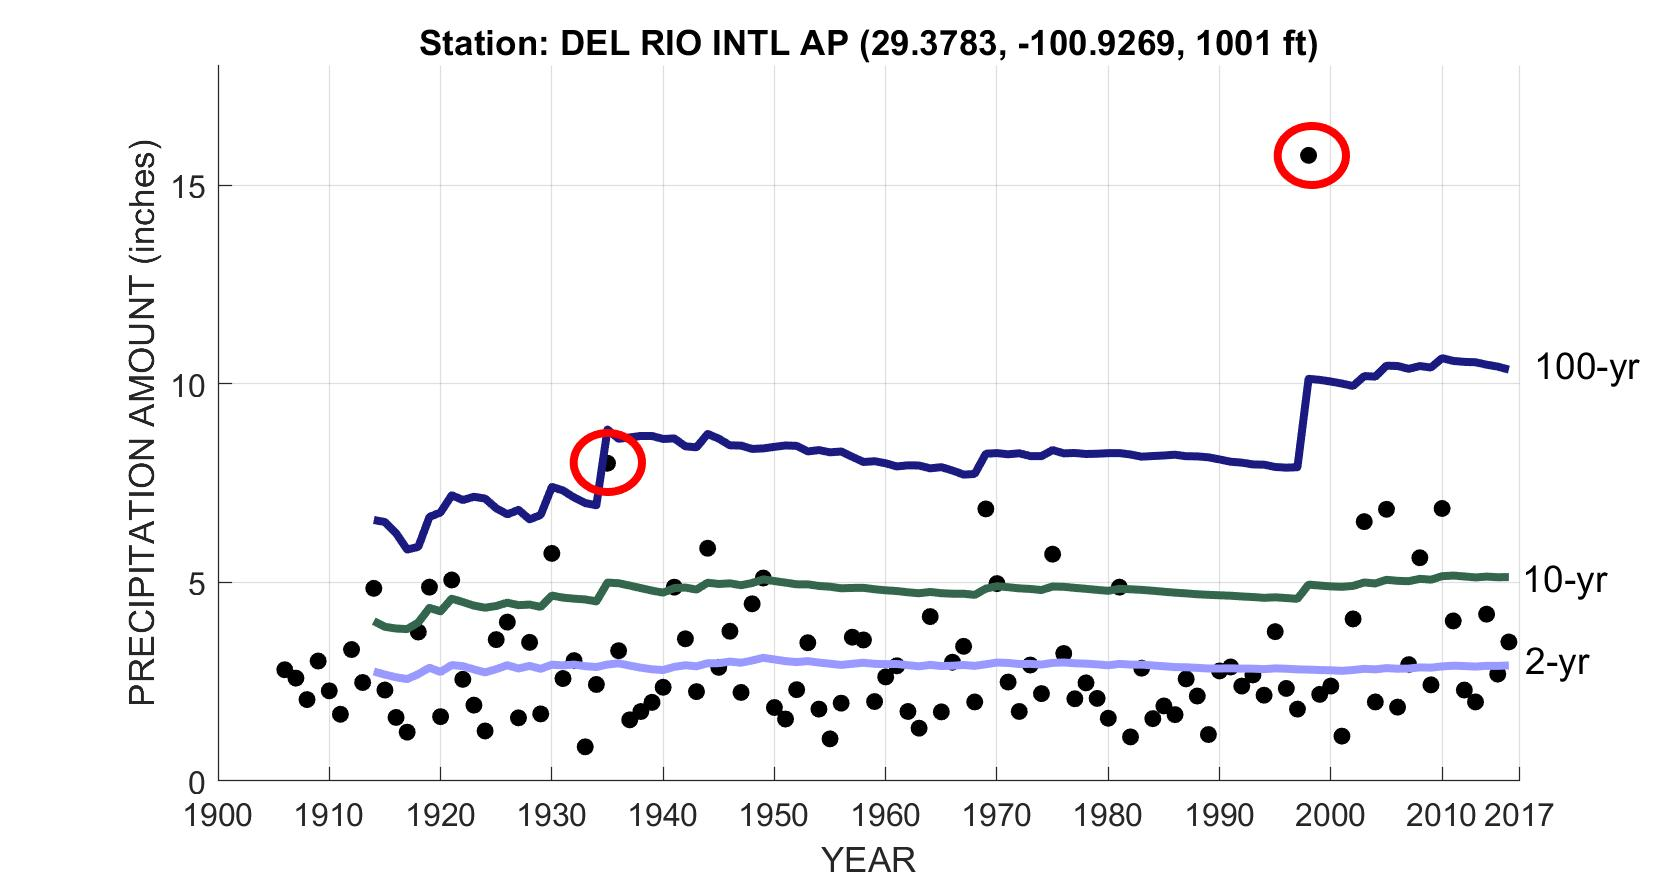 Station: DEL RIO INTL AP (29.3783, -100.9269, 1001 ft)
PRECIPITATION AMOUNT (inches)
15
10
5
0
100-yr
10-yr
2-yr
1900 1910 1920 1930 1940 1950 1960 1970 1980 1990 2000 2010 2017
YEAR